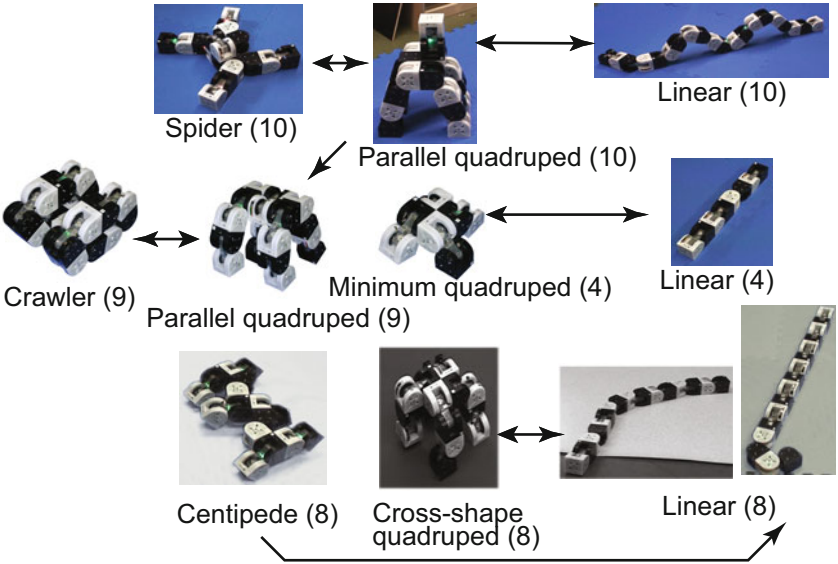 Spider (10)
Parallel quadruped (10)
Linear (10)
Crawler (9)
Parallel quadruped (9)
Minimum quadruped (4)
Linear (4)
Centipede (8)
Cross-shape
quadruped (8)
Linear (8)